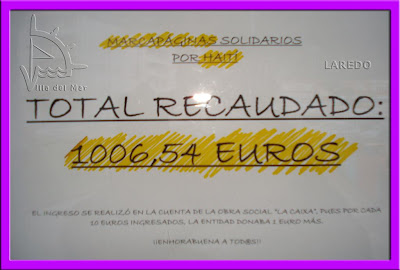 MARCAPÁGINAS SOLIDARIOS
POR HAITÍ
Villa del Mar
LAREDO
TOTAL RECAUDADO:
1006,54 EUROS
EL INGRESO SE REALIZÓ EN LA CUENTA DE LA OBRA SOCIAL "LA CAIXA", PUES POR CADA
10 EUROS INGRESADOS, LA ENTIDAD DONABA 1 EURO MÁS.
¡¡ENHORABUENA A TOD@S!!